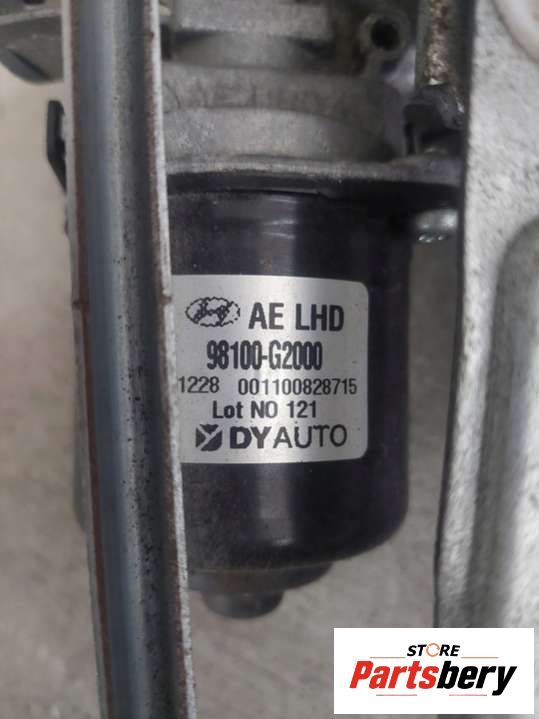 AE LHD
98100-G2000
1228 001100828715
Lot NO 121
DYAUTO
STORE
Partsbery